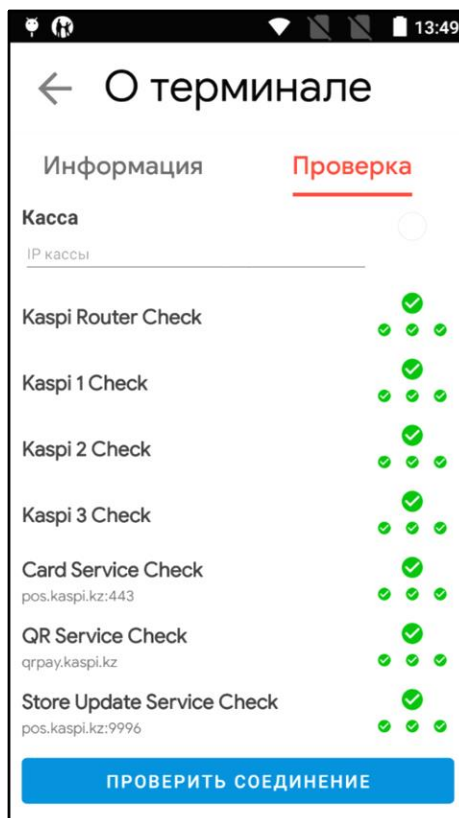 13:49
О терминале
Информация Проверка
Касса
IP кассы
Kaspi Router Check
Kaspi 1 Check
Kaspi 2 Check
Kaspi 3 Check
Card Service Check
pos.kaspi.kz:443
QR Service Check
qrpay.kaspi.kz
Store Update Service Check
pos.kaspi.kz:9996
ПРОВЕРИТЬ СОЕДИНЕНИЕ